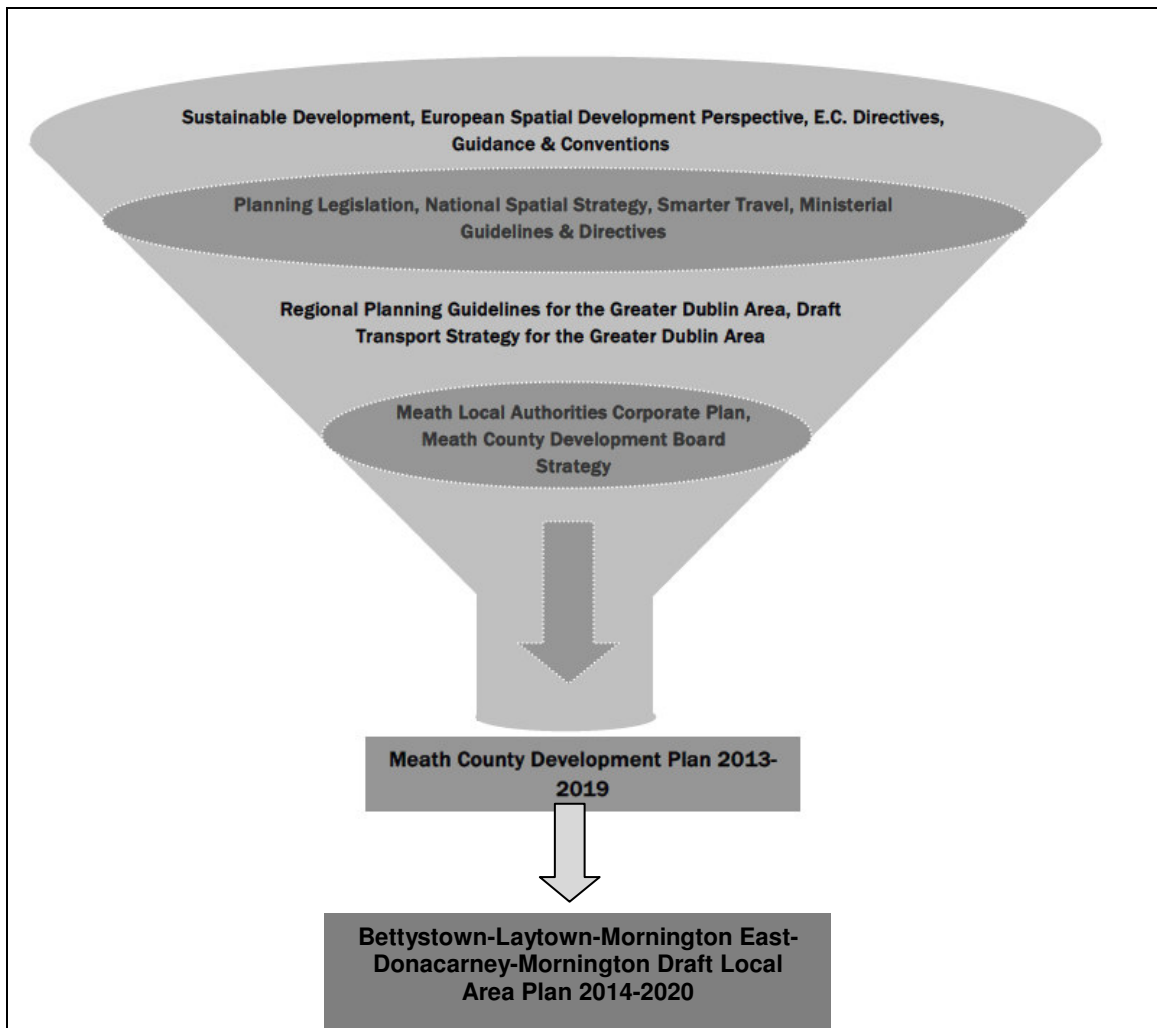 Sustainable Development, European Spatial Development Perspective, E.C. Directives,
Guidance & Conventions
Planning Legislation, National Spatial Strategy, Smarter Travel, Ministerial
Guidelines & Directives
Regional Planning Guidelines for the Greater Dublin Area, Draft
Transport Strategy for the Greater Dublin Area
Meath Local Authorities Corporate Plan,
Meath County Development Board
Strategy
Meath County Development Plan 2013-
2019
Bettystown-Laytown-Mornington East-
Donacarney-Mornington Draft Local
Area Plan 2014-2020